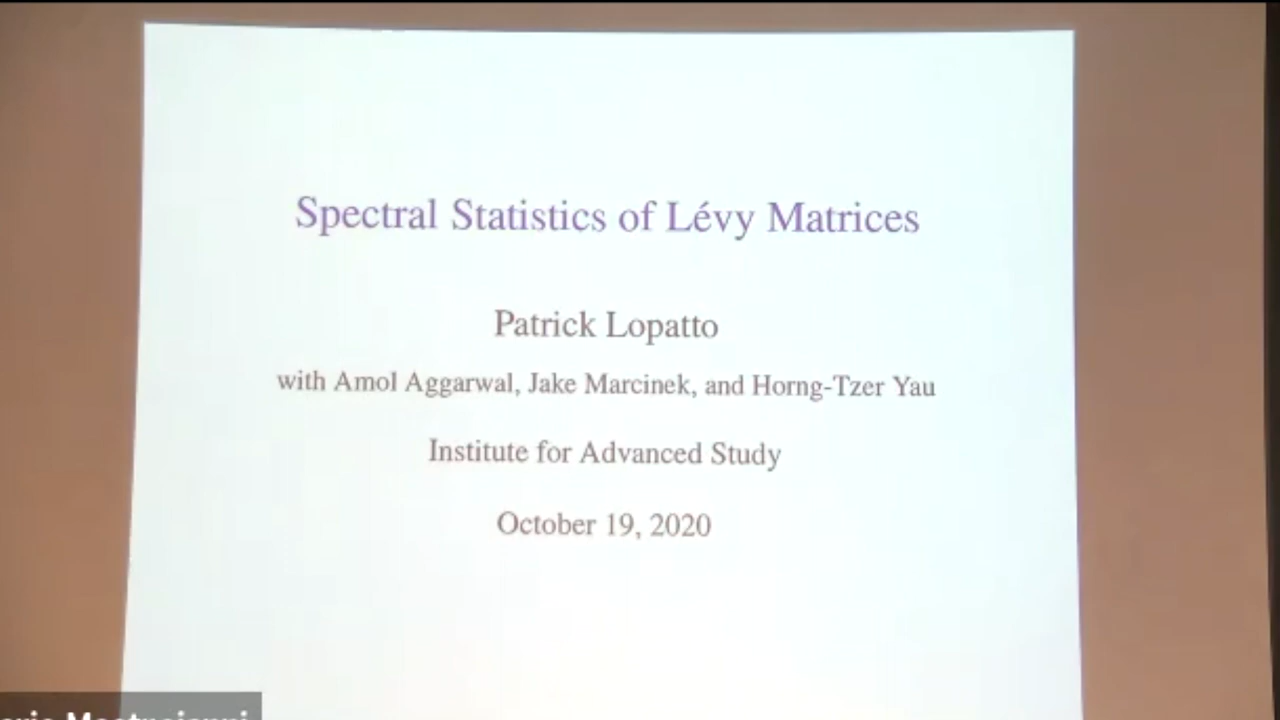 Spectral Statistics of Lévy Matrices
Patrick Lopatto
with Amol Aggarwal, Jake Marcinek, and Horng-Tzer Yau
Institute for Advanced Study
October 19, 2020